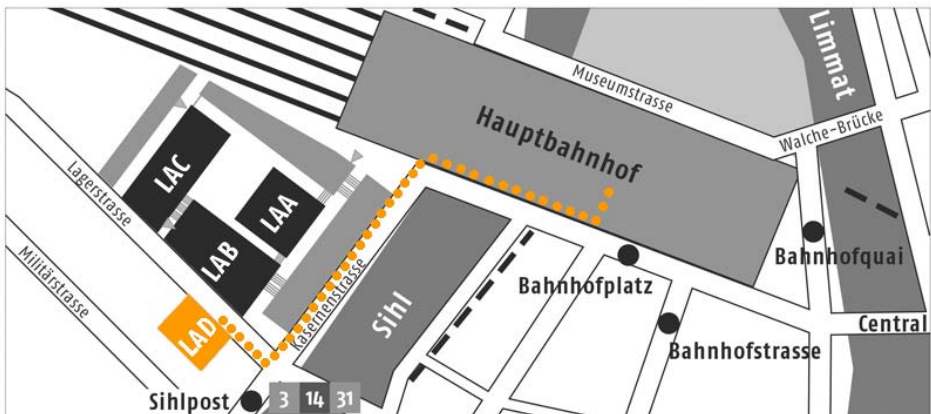 Limmat
Museumstrasse
Walche-Brücke
Hauptbahnhof
LAC
LAA
LAB
LAD
Lagerstrasse
Militärstrasse
Kasernenstrasse
Sihl
Bahnhofplatz
Bahnhofquai
Central
Bahnhofstrasse
Sihlpost
3 14 31